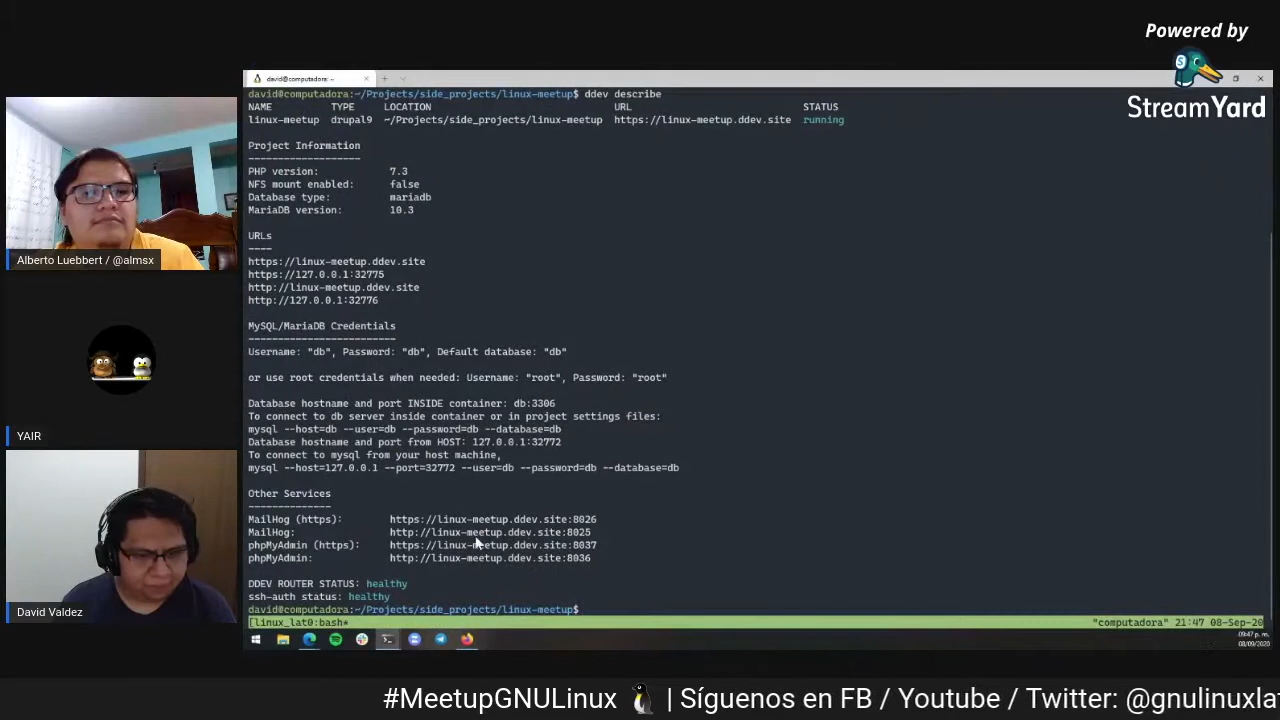 Powered by
StreamYard
david@computadora: ~
david@computadora:~/Projects/side_projects/linux-meetup$ ddev describe
NAME TYPE LOCATION URL STATUS
linux-meetup drupal9 ~/Projects/side_projects/linux-meetup https://linux-meetup.ddev.site running
Project Information
-------------------
PHP version: 7.3
NFS mount enabled: false
Database type: mariadb
MariaDB version: 10.3
URLs
----
https://linux-meetup.ddev.site
https://127.0.0.1:32775
http://linux-meetup.ddev.site
http://127.0.0.1:32776
MySQL/MariaDB Credentials
-------------------------
Username: "db", Password: "db", Default database: "db"
or use root credentials when needed: Username: "root", Password: "root"
Database hostname and port INSIDE container: db:3306
To connect to db server inside container or in project settings files:
mysql --host=db --user=db --password=db --database=db
Database hostname and port from HOST: 127.0.0.1:32772
To connect to mysql from your host machine,
mysql --host=127.0.0.1 --port=32772 --user=db --password=db --database=db
Other Services
--------------
MailHog (https): https://linux-meetup.ddev.site:8026
MailHog: http://linux-meetup.ddev.site:8025
phpMyAdmin (https): https://linux-meetup.ddev.site:8037
phpMyAdmin: http://linux-meetup.ddev.site:8036
DDEV ROUTER STATUS: healthy
ssh-auth status: healthy
david@computadora:~/Projects/side_projects/linux-meetup$
[linux_lat0:bash* "computadora" 21:47 08-Sep-20
09:47 p. m.
08/09/2020
Alberto Luebbert / @almsx
YAIR
David Valdez
#MeetupGNULinux | Síguenos en FB / Youtube / Twitter: @gnulinuxlat